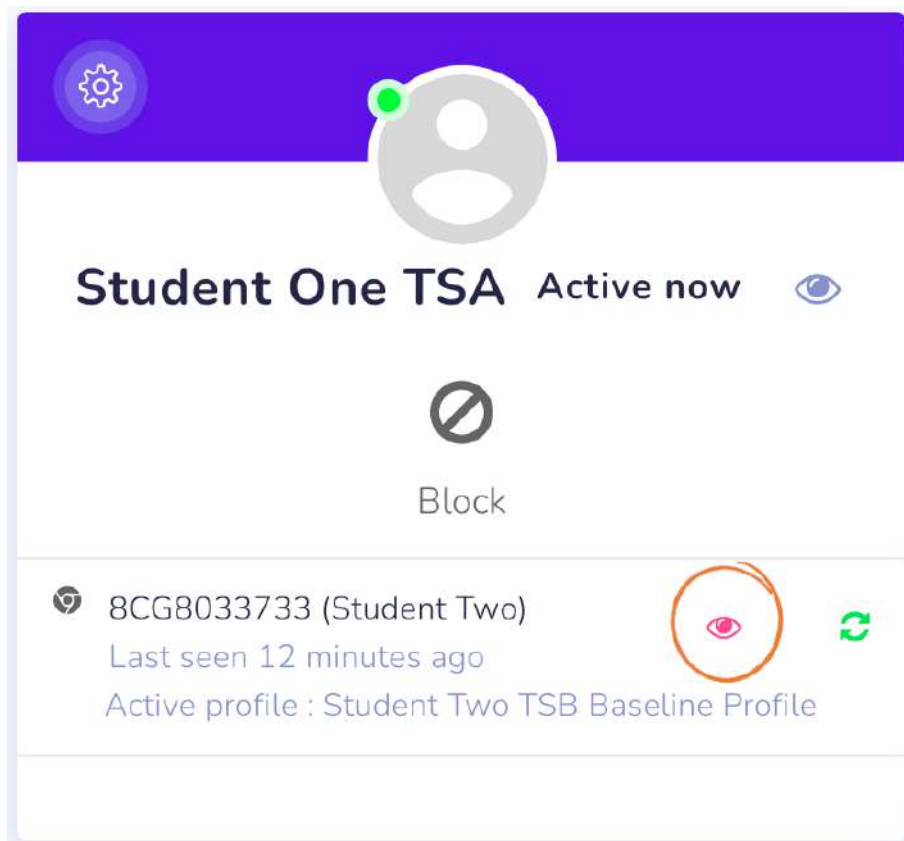 Student One TSA Active now
Block
8CG8033733 (Student Two)
Last seen 12 minutes ago
Active profile : Student Two TSB Baseline Profile